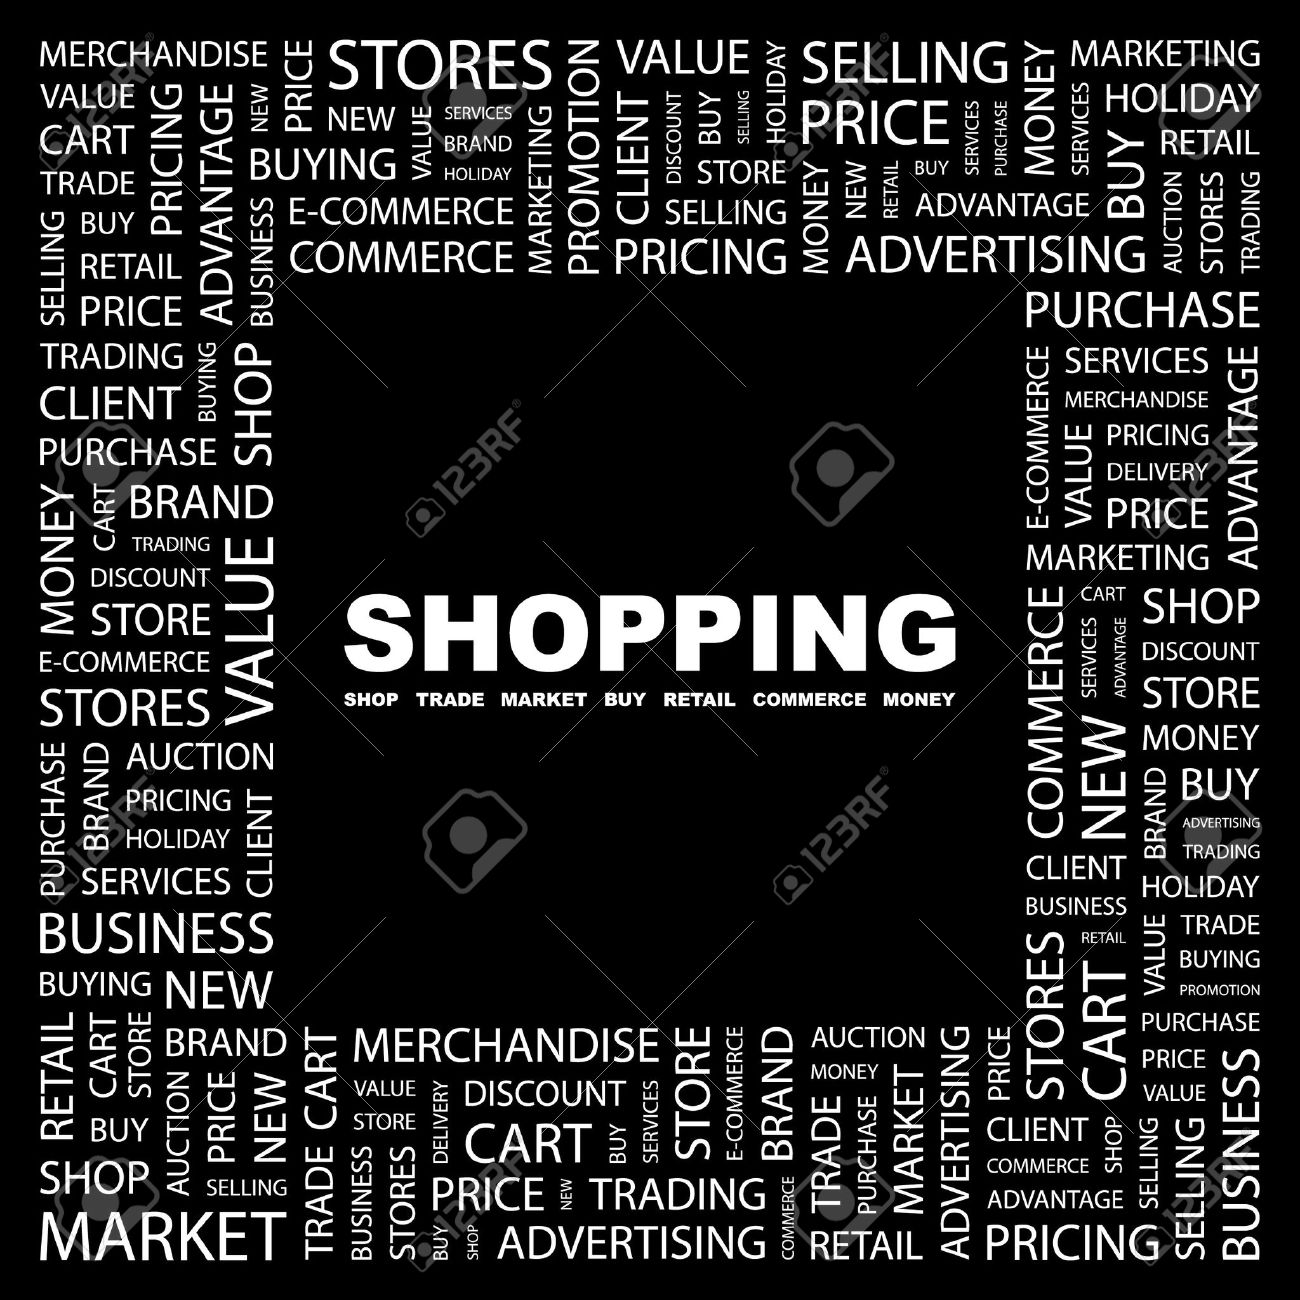 MERCHANDISE
VALUE
CART
TRADE
SELLING
BUY
RETAIL
PRICE
PRICING
ADVANTAGE
NEW
PRICE
STORES
NEW
SERVICES
VALUE
BRAND
HOLIDAY
BUYING
BUSINESS
E-COMMERCE
COMMERCE
MARKETING
PROMOTION
VALUE
CLIENT
DISCOUNT
BUY
SELLING
HOLIDAY
STORE
SELLING
PRICING
MONEY
SELLING
PRICE
SERVICES
PURCHASE
MONEY
NEW
RETAIL
BUY
ADVANTAGE
ADVERTISING
MARKETING
SERVICES
HOLIDAY
BUY
RETAIL
AUCTION
STORES
TRADING
PURCHASE
TRADING
CLIENT
BUYING
SHOP
PURCHASE
MONEY
CART
BRAND
TRADING
DISCOUNT
STORE
VALUE
E-COMMERCE
STORES
E-COMMERCE
SERVICES
MERCHANDISE
VALUE
PRICING
DELIVERY
PRICE
ADVANTAGE
MARKETING
SHOPPING
SHOP TRADE MARKET BUY RETAIL COMMERCE MONEY
COMMERCE
CART
SERVICES
ADVANTAGE
SHOP
DISCOUNT
STORE
MONEY
NEW
BRAND
BUY
ADVERTISING
TRADING
HOLIDAY
CLIENT
BUSINESS
PURCHASE
BRAND
AUCTION
PRICING
HOLIDAY
CLIENT
SERVICES
BUSINESS
BUYING
NEW
STORES
RETAIL
CART
VALUE
TRADE
BUYING
PROMOTION
PURCHASE
PRICE
VALUE
BUSINESS
RETAIL
CART
STORE
BRAND
BUY
AUCTION
PRICE
NEW
SHOP
SELLING
MARKET
TRADE
CART
MERCHANDISE
VALUE
STORE
DELIVERY
DISCOUNT
CART
BUY
SERVICES
STORE
E-COMMERCE
BRAND
BUSINESS
STORES
PRICE
NEW
TRADING
BUY
SHOP
ADVERTISING
COMMERCE
AUCTION
MONEY
TRADE
PURCHASE
MARKET
ADVERTISING
RETAIL
PRICE
CLIENT
COMMERCE
SHOP
SELLING
ADVANTAGE
PRICING
SELLING
123RF
123RF
123RF
123RF
123RF
123RF
123RF
123RF